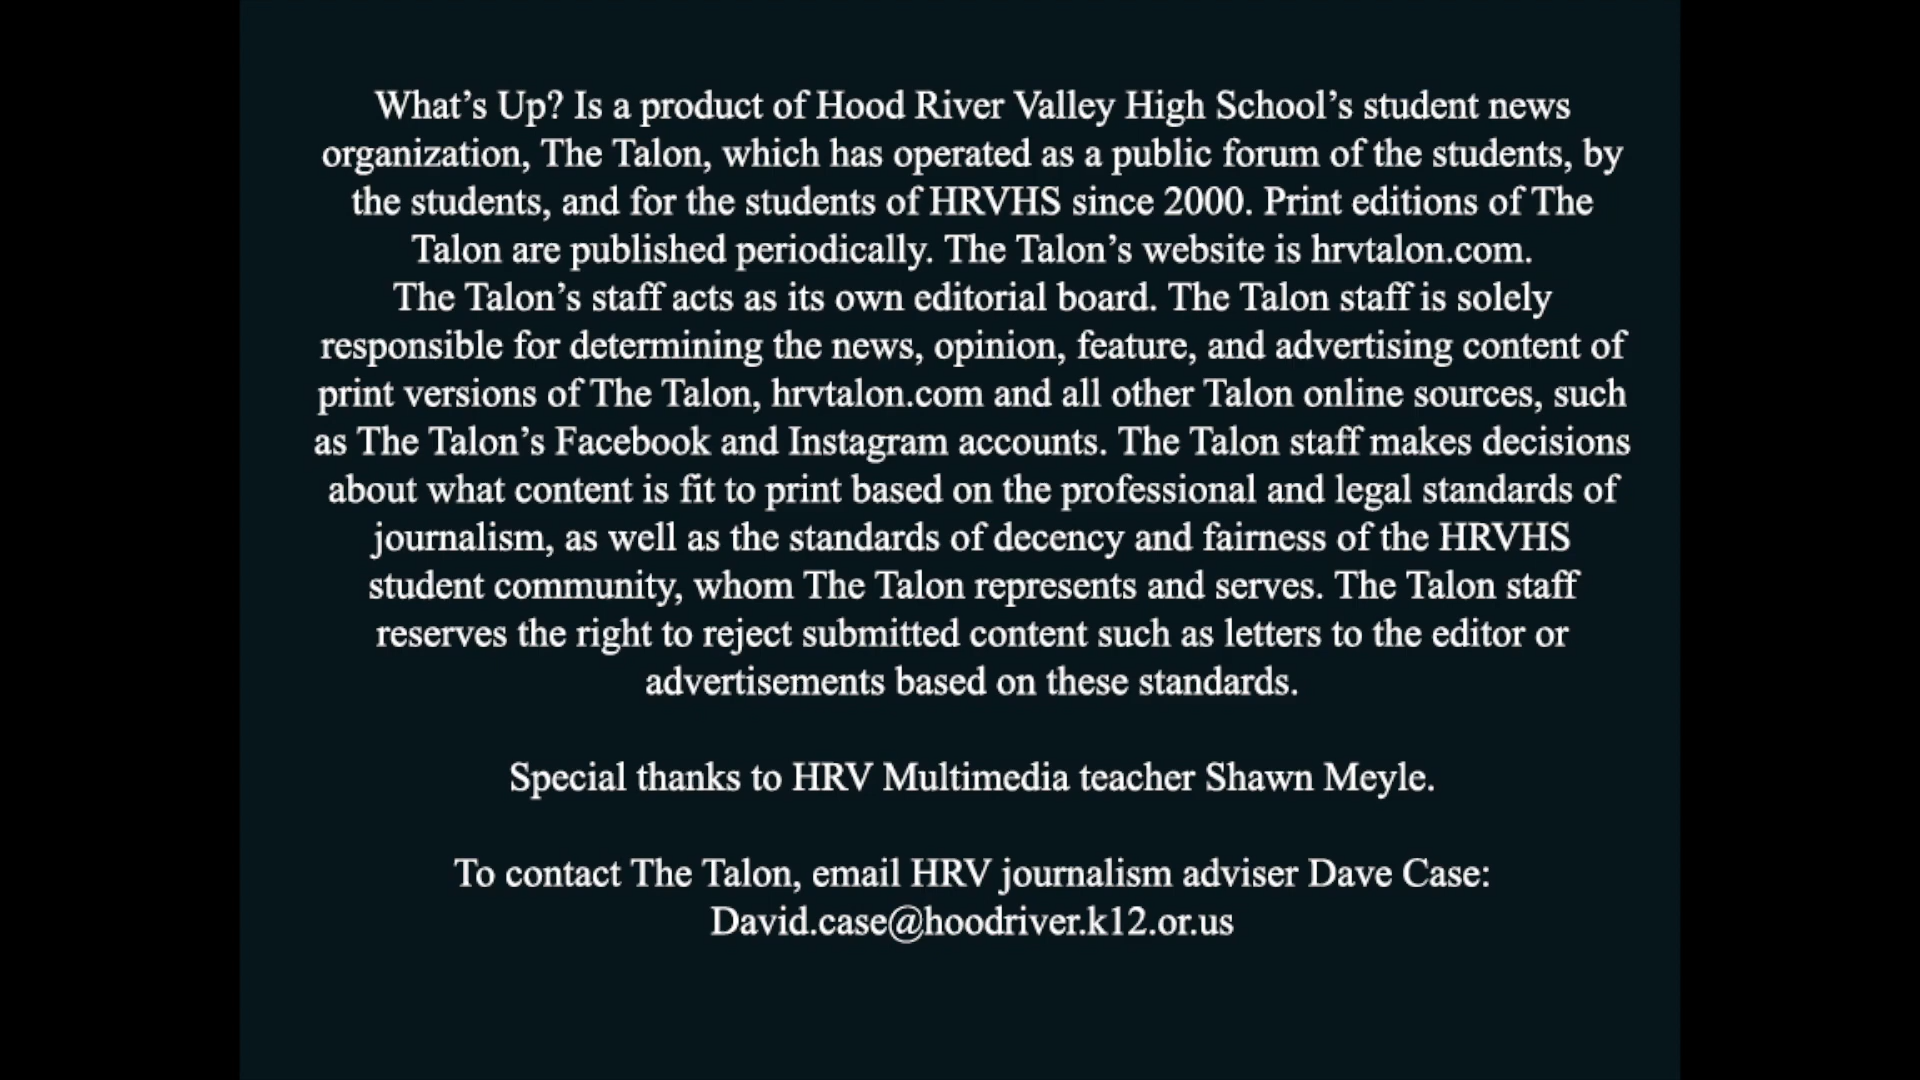 What’s Up? Is a product of Hood River Valley High School’s student news
organization, The Talon, which has operated as a public forum of the students, by
the students, and for the students of HRVHS since 2000. Print editions of The
Talon are published periodically. The Talon’s website is hrvtalon.com.
The Talon’s staff acts as its own editorial board. The Talon staff is solely
responsible for determining the news, opinion, feature, and advertising content of
print versions of The Talon, hrvtalon.com and all other Talon online sources, such
as The Talon’s Facebook and Instagram accounts. The Talon staff makes decisions
about what content is fit to print based on the professional and legal standards of
journalism, as well as the standards of decency and fairness of the HRVHS
student community, whom The Talon represents and serves. The Talon staff
reserves the right to reject submitted content such as letters to the editor or
advertisements based on these standards.
Special thanks to HRV Multimedia teacher Shawn Meyle.
To contact The Talon, email HRV journalism adviser Dave Case:
David.case@hoodriver.k12.or.us